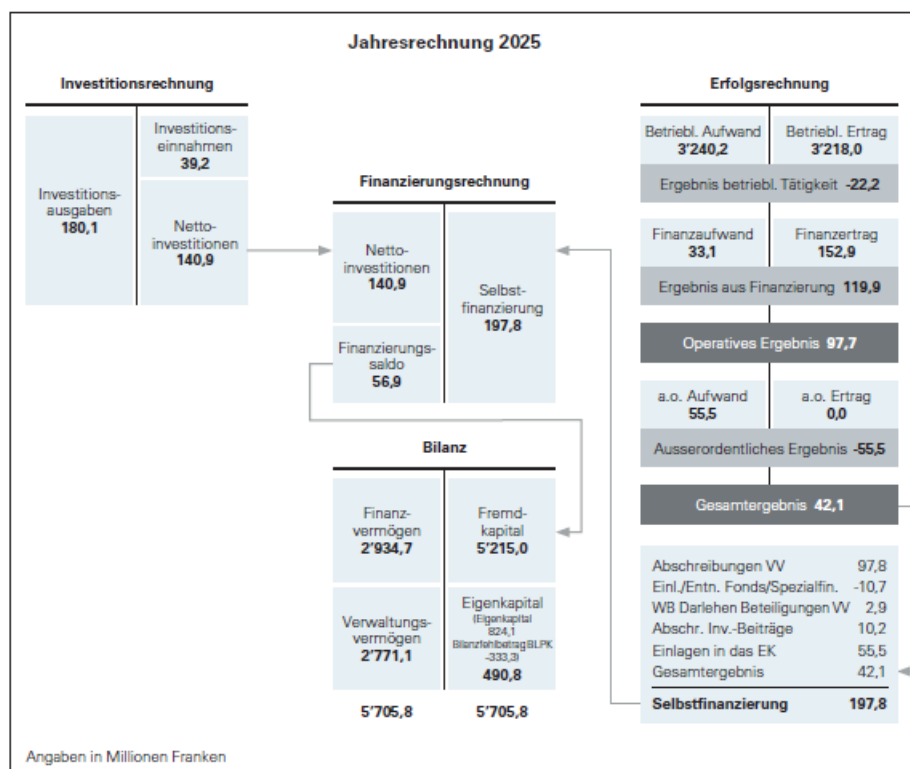 Jahresrechnung 2025
Investitionsrechnung
Investitions-
ausgaben
180,1
Investitions-
einnahmen
39,2
Netto-
investitionen
140,9
Finanzierungsrechnung
Netto-
investitionen
140,9
Finanzierungs-
saldo
56,9
Selbst-
finanzierung
197,8
Bilanz
Finanz-
vermögen
2'934,7
Fremd-
kapital
5'215,0
Verwaltungs-
vermögen
2'771,1
Eigenkapital
(Eigenkapital
824,1
Bilanzfehlbetrag BLPK
-333,3)
490,8
5'705,8 5'705,8
Erfolgsrechnung
Betriebl. Aufwand Betriebl. Ertrag
3'240,2 3'218,0
Ergebnis betriebl. Tätigkeit -22,2
Finanzaufwand Finanzertrag
33,1 152,9
Ergebnis aus Finanzierung 119,9
Operatives Ergebnis 97,7
a.o. Aufwand a.o. Ertrag
55,5 0,0
Ausserordentliches Ergebnis -55,5
Gesamtergebnis 42,1
Abschreibungen VV 97,8
Einl./Entn. Fonds/Spezialfin. -10,7
WB Darlehen Beteiligungen VV 2,9
Abschr. Inv.-Beiträge 10,2
Einlagen in das EK 55,5
Gesamtergebnis 42,1
Selbstfinanzierung 197,8
Angaben in Millionen Franken